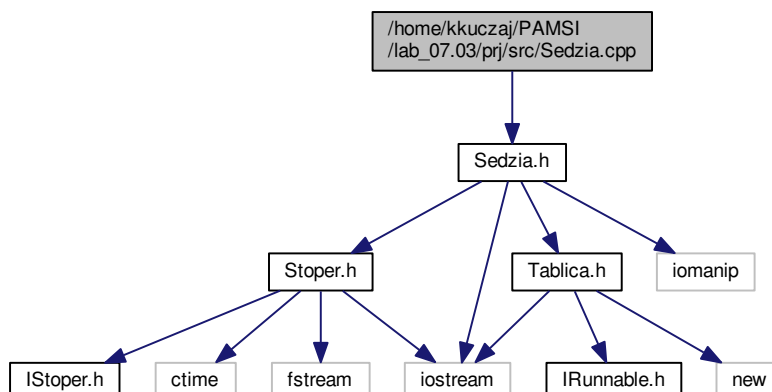 /home/kkuczaj/PAMSI
/lab_07.03/prj/src/Sedzia.cpp
Sedzia.h
Stoper.h
Tablica.h
iomanip
IStoper.h
ctime
fstream
iostream
IRunnable.h
new